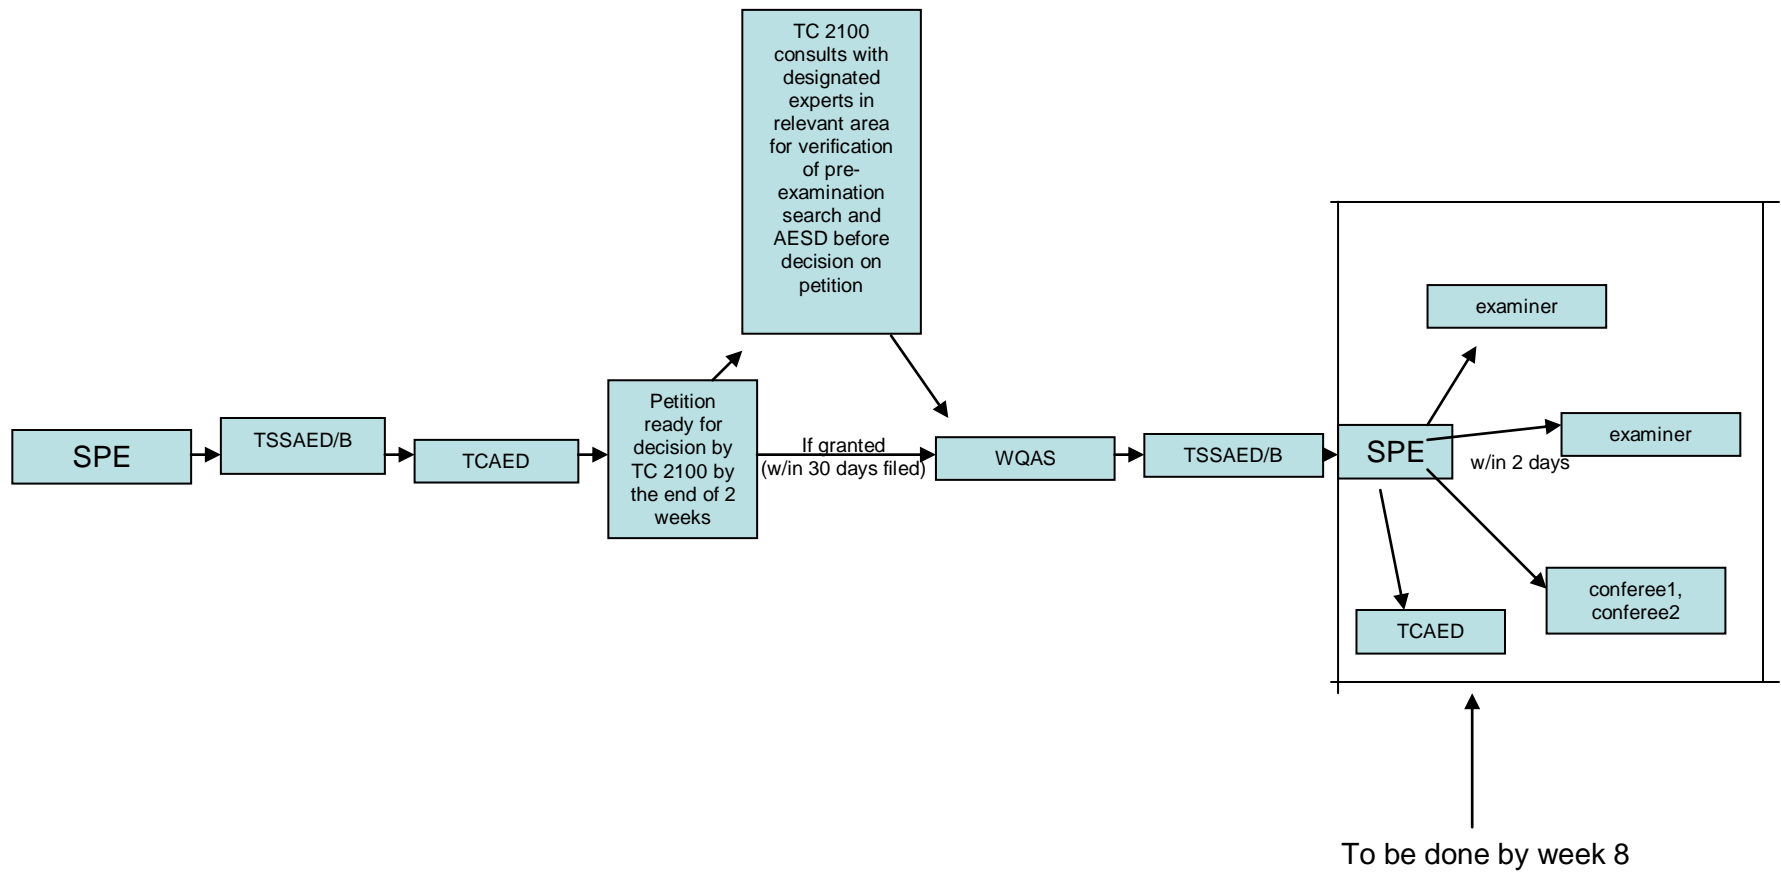 TC 2100
consults with
designated
experts in
relevant area
for verification
of pre-
examination
search and
AESD before
decision on
petition
SPE
TSSAED/B
TCAED
Petition
ready for
decision by
TC 2100 by
the end of 2
weeks
If granted
(w/in 30 days filed)
WQAS
TSSAED/B
SPE
examiner
examiner
w/in 2 days
conferee1,
conferee2
TCAED
To be done by week 8